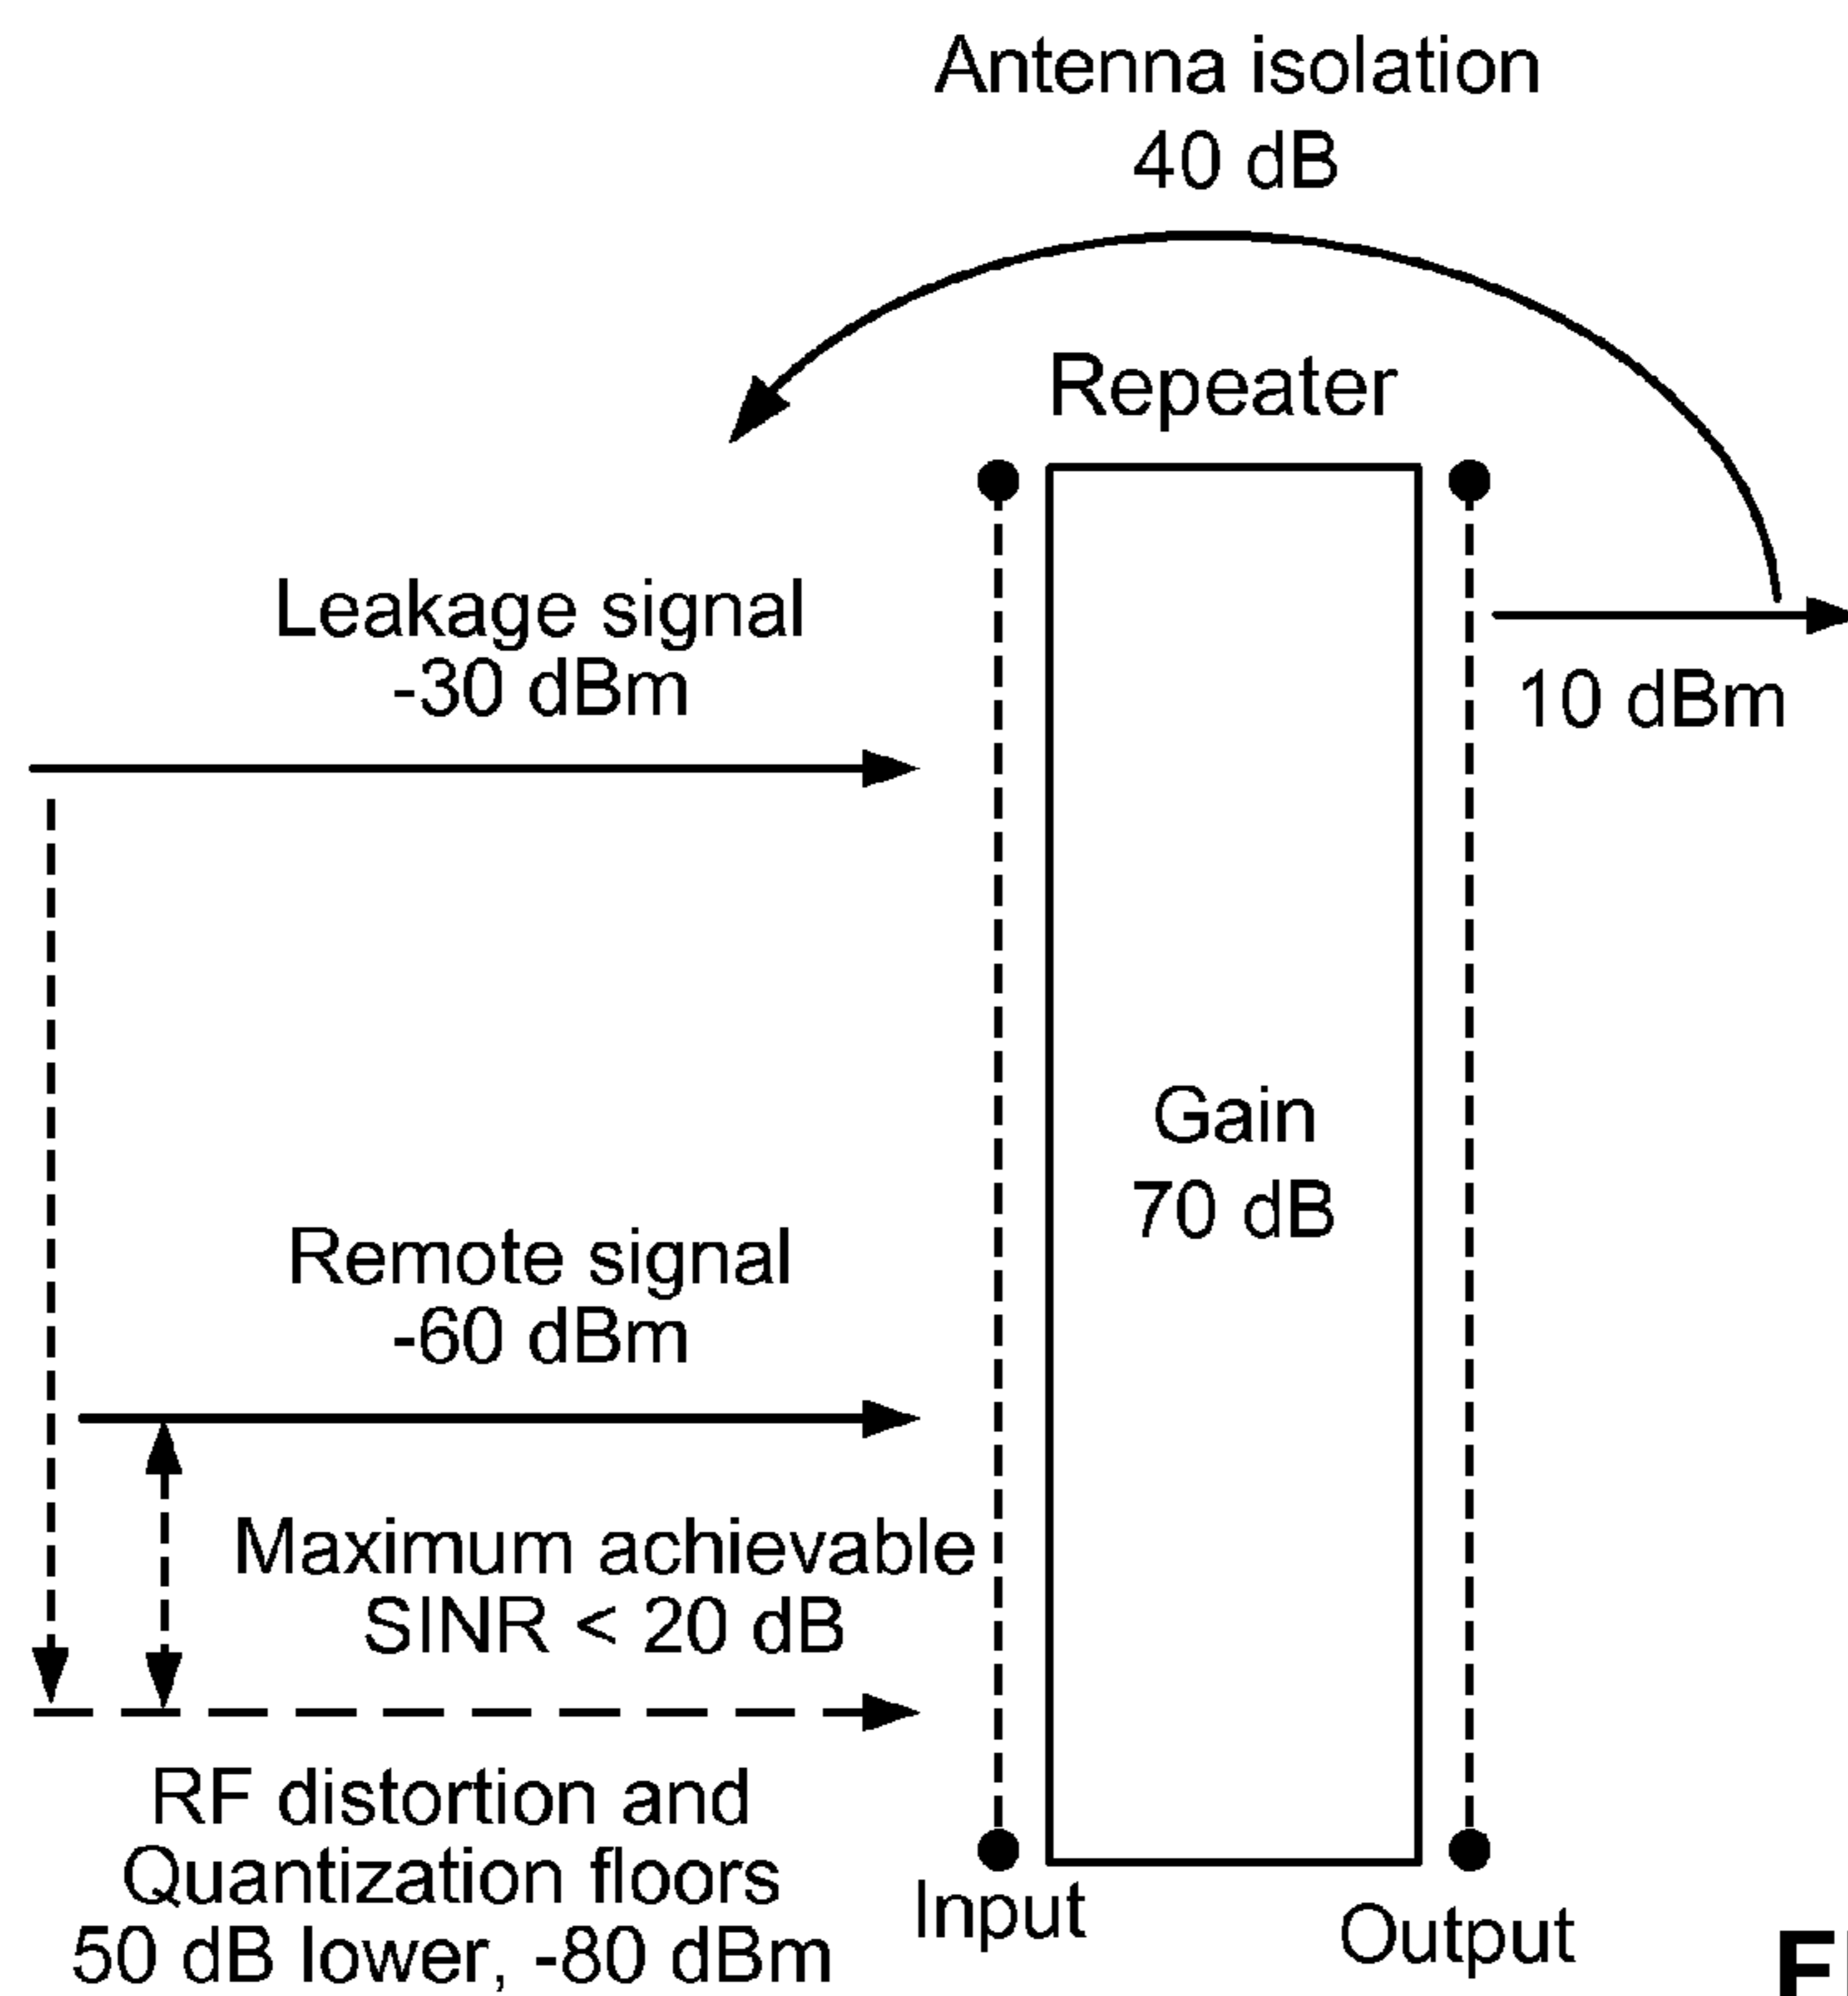 Antenna isolation
40 dB
Repeater
Leakage signal
-30 dBm
10 dBm
Gain
70 dB
Remote signal
-60 dBm
Maximum achievable
SINR < 20 dB
RF distortion and
Quantization floors
50 dB lower, -80 dBm
Input
Output